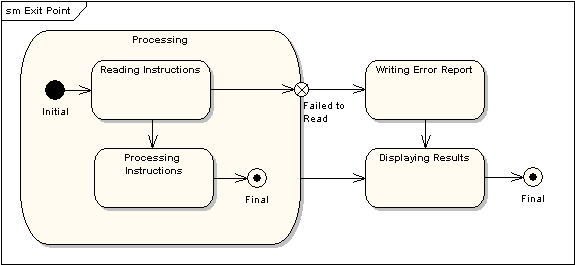 sm Exit Point
Processing
Reading Instructions
Writing Error Report
Initial
Failed to
Read
Processing
Instructions
Displaying Results
Final
Final